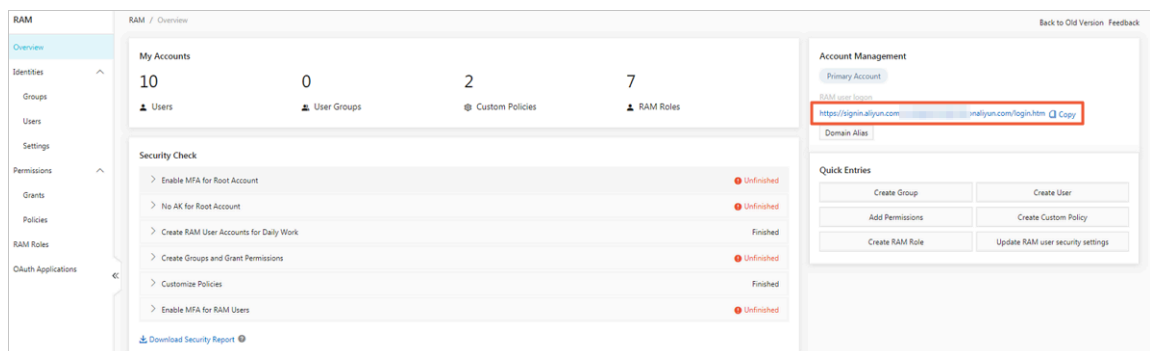 RAM
Overview
Identities
Groups
Users
Settings
Permissions
Grants
Policies
RAM Roles
OAuth Applications
RAM / Overview
Back to Old Version Feedback
My Accounts
10
Users
0
User Groups
2
Custom Policies
7
RAM Roles
Security Check
Enable MFA for Root Account Unfinished
No AK for Root Account Unfinished
Create RAM User Accounts for Daily Work Finished
Create Groups and Grant Permissions Unfinished
Customize Policies Finished
Enable MFA for RAM Users Unfinished
Download Security Report
Account Management
Primary Account
RAM user logon
https://signin.aliyun.com naliyun.com/login.htm Copy
Domain Alias
Quick Entries
Create Group Create User
Add Permissions Create Custom Policy
Create RAM Role Update RAM user security settings